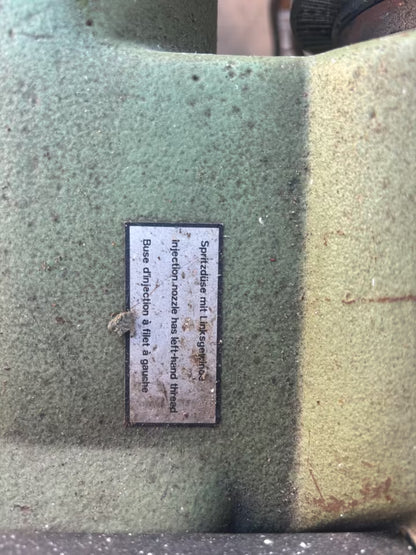 Spritzdüse mit Linksgewinde
Injection nozzle has left-hand thread
Buse d'injection à filet à gauche